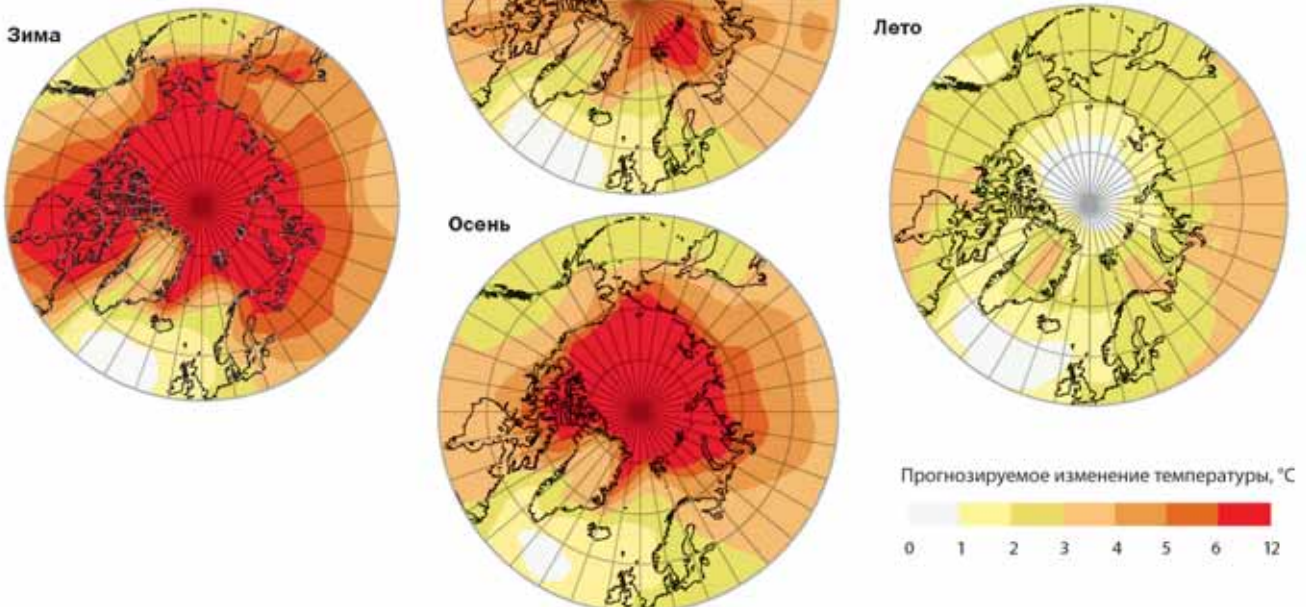 Зима
Лето
Осень
Прогнозируемое изменение температуры, °C
0 1 2 3 4 5 6 12